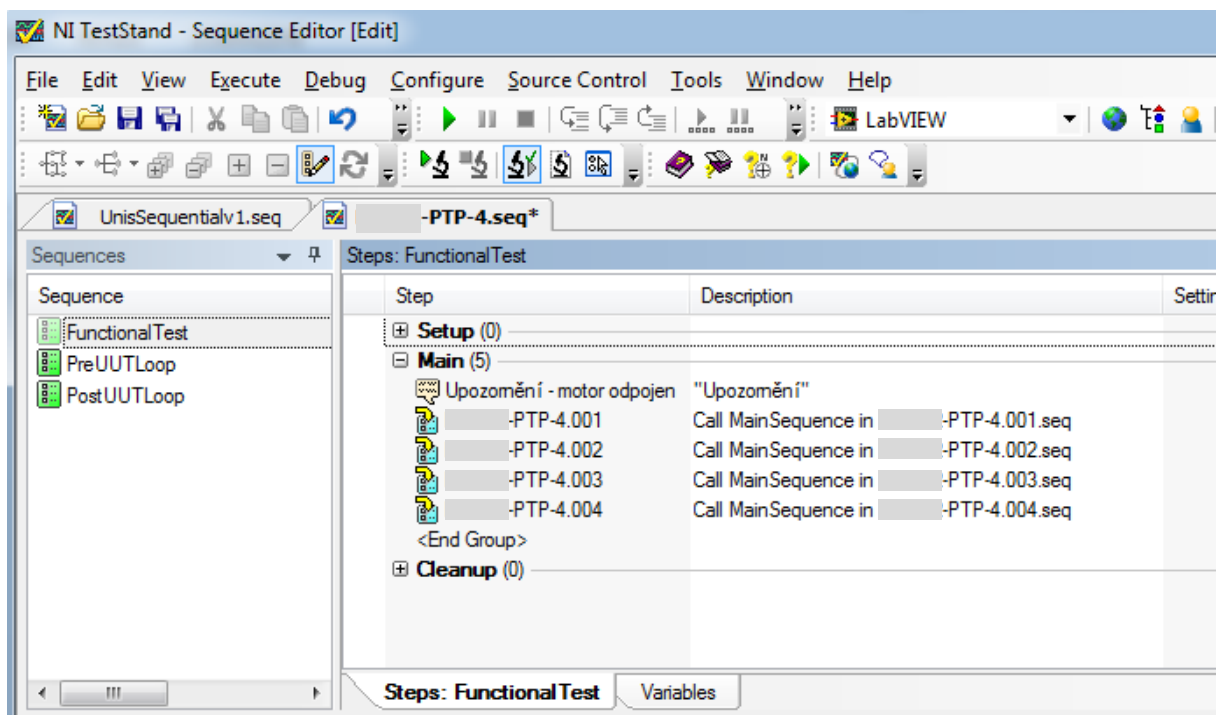 NI TestStand - Sequence Editor [Edit]
File Edit View Execute Debug Configure Source Control Tools Window Help
LabVIEW
UnisSequentialv1.seq -PTP-4.seq*
Sequences Steps: FunctionalTest
Sequence Step Description Settin
FunctionalTest Setup (0)
PreUUTLoop Main (5)
PostUUTLoop Upozornění - motor odpojen "Upozornění"
-PTP-4.001 Call MainSequence in -PTP-4.001.seq
-PTP-4.002 Call MainSequence in -PTP-4.002.seq
-PTP-4.003 Call MainSequence in -PTP-4.003.seq
-PTP-4.004 Call MainSequence in -PTP-4.004.seq
<End Group>
Cleanup (0)
Steps: FunctionalTest Variables